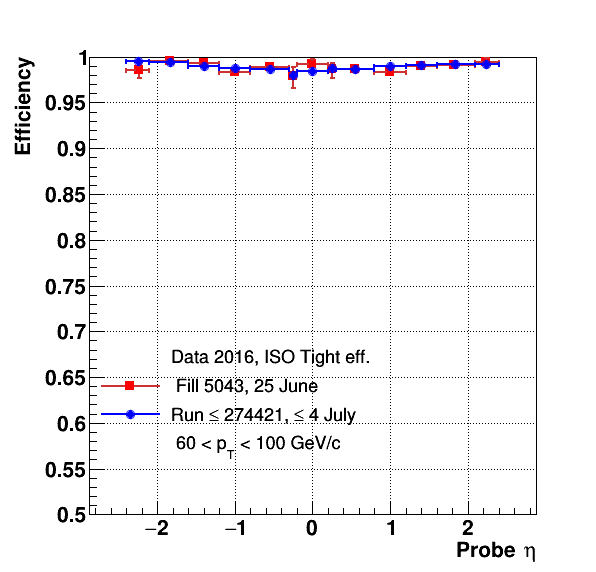 Efficiency
1
0.95
0.9
0.85
0.8
0.75
0.7
0.65
0.6
0.55
0.5
Data 2016, ISO Tight eff.
Fill 5043, 25 June
Run ≤ 274421, ≤ 4 July
60 < p_T < 100 GeV/c
−2 −1 0 1 2
Probe η